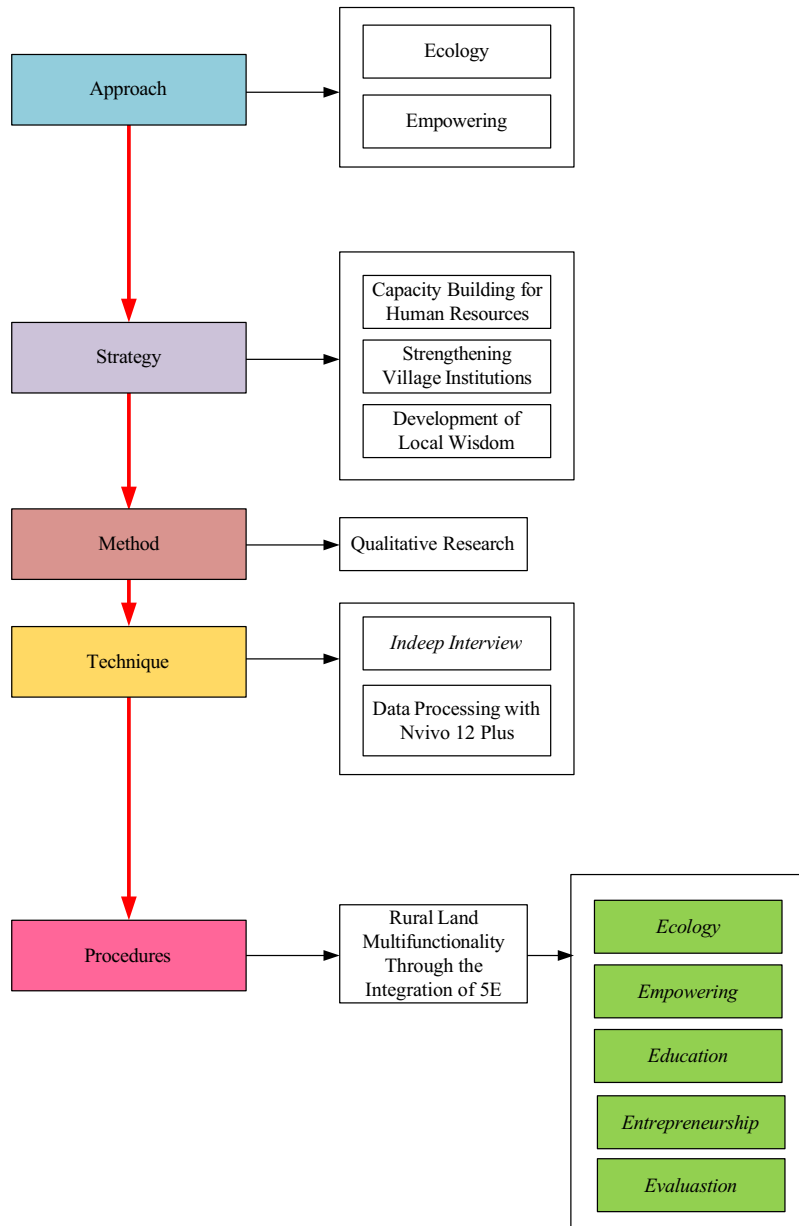 Approach
Ecology
Empowering
Strategy
Capacity Building for
Human Resources
Strengthening
Village Institutions
Development of
Local Wisdom
Method
Qualitative Research
Technique
Indeep Interview
Data Processing with
Nvivo 12 Plus
Procedures
Rural Land
Multifunctionality
Through the
Integration of 5E
Ecology
Empowering
Education
Entrepreneurship
Evaluastion